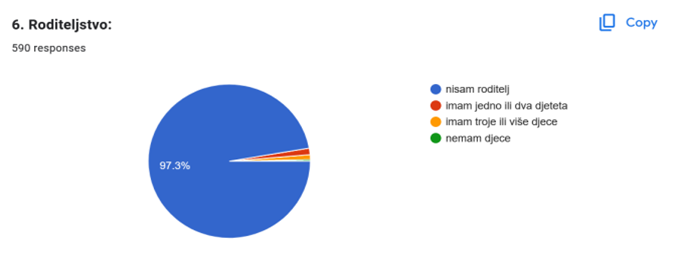 6. Roditeljstvo:
Copy
590 responses
nisam roditelj
imam jedno ili dva djeteta
imam troje ili više djece
nemam djece
97.3%